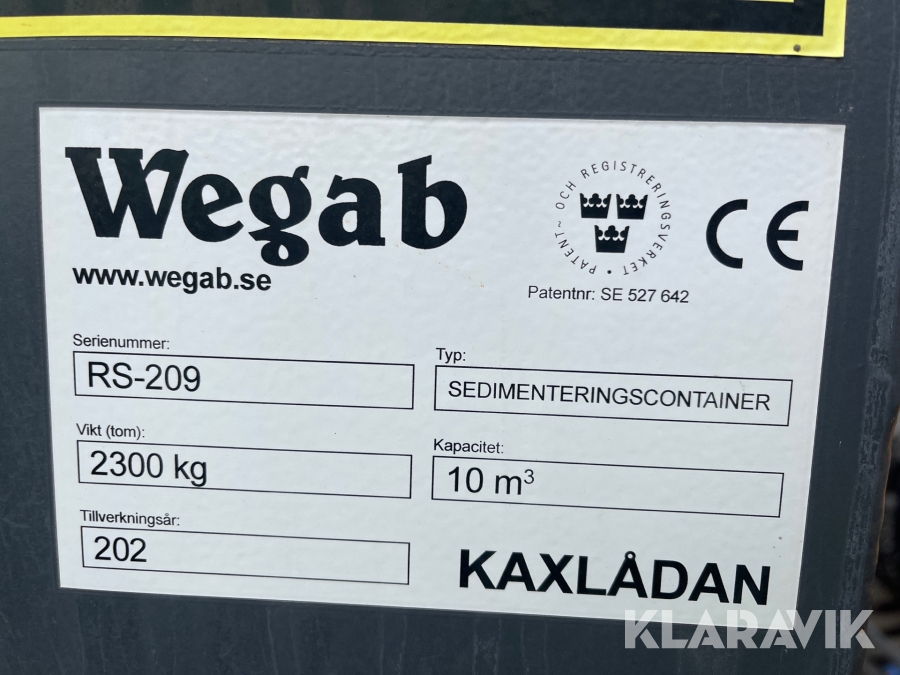 Wegab
www.wegab.se
PATENT- OCH REGISTRERINGSVERKET
CE
Patentnr: SE 527 642
Serienummer:
RS-209
Typ:
SEDIMENTERINGSCONTAINER
Vikt (tom):
2300 kg
Kapacitet:
10 m³
Tillverkningsår:
202
KAXLÅDAN
KLARAVIK